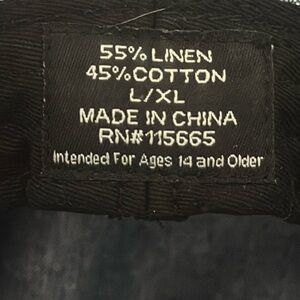 55% LINEN
45% COTTON
L/XL
MADE IN CHINA
RN#115665
Intended For Ages 14 and Older